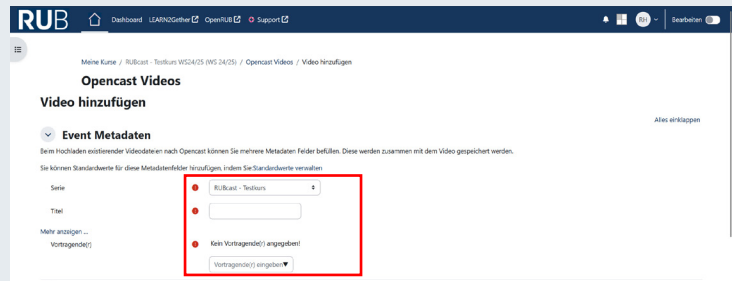 RUB Dashboard LEARN2Gether OpenRUB Support RH Bearbeiten
Meine Kurse / RUBcast - Testkurs WS24/25 (WS 24/25) / Opencast Videos / Video hinzufügen
Opencast Videos
Video hinzufügen
Alles einklappen
Event Metadaten
Beim Hochladen existierender Videodateien nach Opencast können Sie mehrere Metadaten Felder befüllen. Diese werden zusammen mit dem Video gespeichert werden.
Sie können Standardwerte für diese Metadatenfelder hinzufügen, indem Sie:Standardwerte verwalten
Serie RUBcast - Testkurs
Titel
Mehr anzeigen ...
Vortragende(r) Kein Vortragende(r) angegeben!
Vortragende(r) eingeben▼